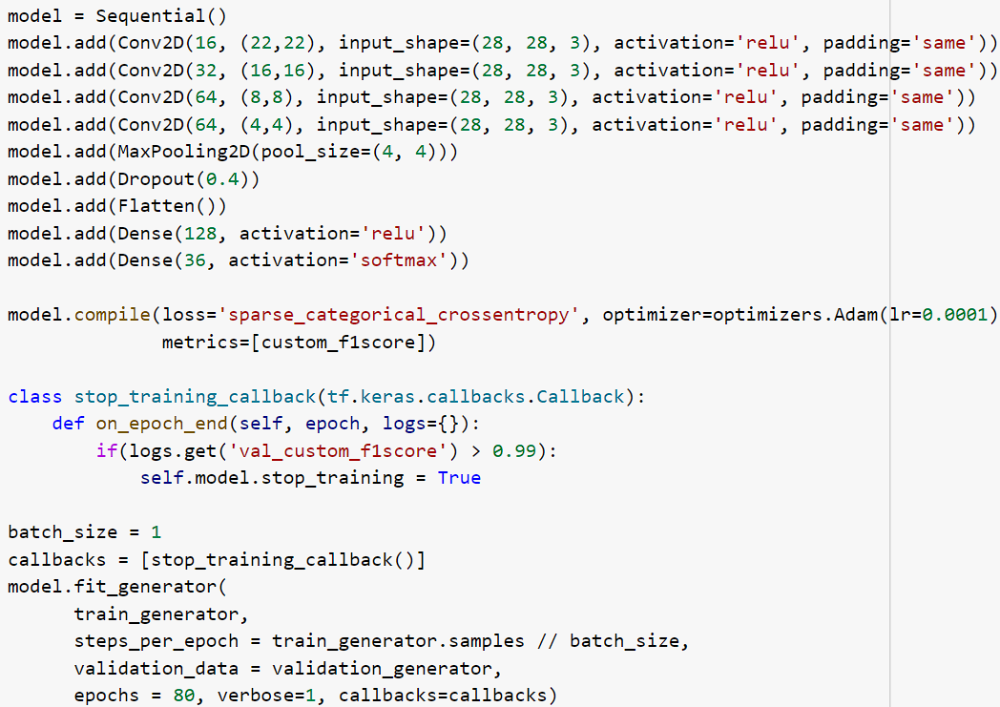 model = Sequential()
model.add(Conv2D(16, (22,22), input_shape=(28, 28, 3), activation='relu', padding='same'))
model.add(Conv2D(32, (16,16), input_shape=(28, 28, 3), activation='relu', padding='same'))
model.add(Conv2D(64, (8,8), input_shape=(28, 28, 3), activation='relu', padding='same'))
model.add(Conv2D(64, (4,4), input_shape=(28, 28, 3), activation='relu', padding='same'))
model.add(MaxPooling2D(pool_size=(4, 4)))
model.add(Dropout(0.4))
model.add(Flatten())
model.add(Dense(128, activation='relu'))
model.add(Dense(36, activation='softmax'))

model.compile(loss='sparse_categorical_crossentropy', optimizer=optimizers.Adam(lr=0.0001)
              metrics=[custom_f1score])

class stop_training_callback(tf.keras.callbacks.Callback):
    def on_epoch_end(self, epoch, logs={}):
        if(logs.get('val_custom_f1score') > 0.99):
            self.model.stop_training = True

batch_size = 1
callbacks = [stop_training_callback()]
model.fit_generator(
      train_generator,
      steps_per_epoch = train_generator.samples // batch_size,
      validation_data = validation_generator,
      epochs = 80, verbose=1, callbacks=callbacks)